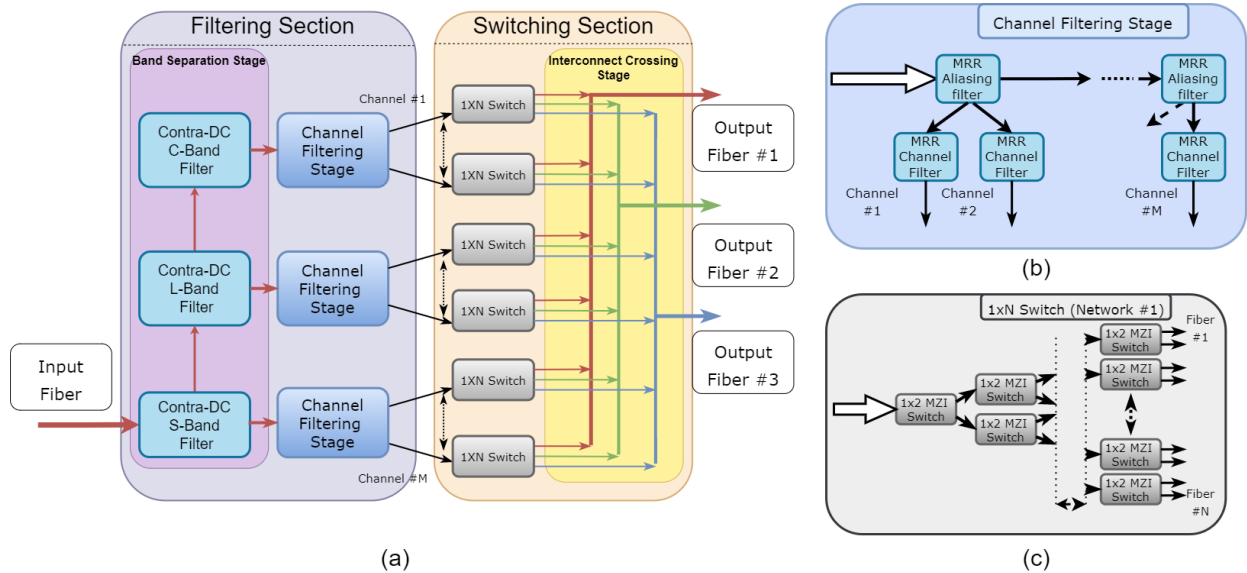 Filtering Section
Band Separation Stage
Contra-DC
C-Band
Filter
Channel
Filtering
Stage
Contra-DC
L-Band
Filter
Channel
Filtering
Stage
Contra-DC
S-Band
Filter
Channel
Filtering
Stage
Input
Fiber
Channel #1
Channel #M
Switching Section
Interconnect Crossing
Stage
1XN Switch
1XN Switch
1XN Switch
1XN Switch
1XN Switch
1XN Switch
Output
Fiber #1
Output
Fiber #2
Output
Fiber #3
(a)
Channel Filtering Stage
MRR
Aliasing
filter
MRR
Aliasing
filter
MRR
Channel
Filter
MRR
Channel
Filter
MRR
Channel
Filter
Channel
#1
Channel
#2
Channel
#M
(b)
1xN Switch (Network #1)
1x2 MZI
Switch
1x2 MZI
Switch
1x2 MZI
Switch
1x2 MZI
Switch
1x2 MZI
Switch
1x2 MZI
Switch
1x2 MZI
Switch
Fiber
#1
Fiber
#N
(c)